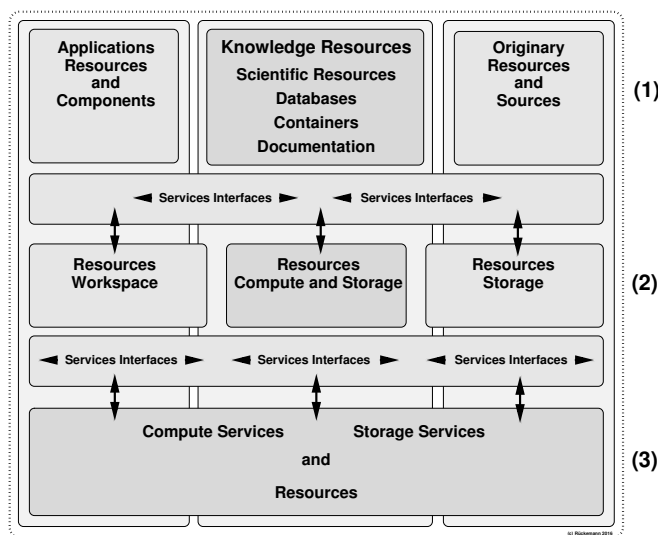 Applications
Resources
and
Components
Knowledge Resources
Scientific Resources
Databases
Containers
Documentation
Originary
Resources
and
Sources
(1)
Services Interfaces
Services Interfaces
Resources
Workspace
Resources
Compute and Storage
Resources
Storage
(2)
Services Interfaces
Services Interfaces
Services Interfaces
Compute Services
Storage Services
and
Resources
(3)
(c) Rückemann 2016